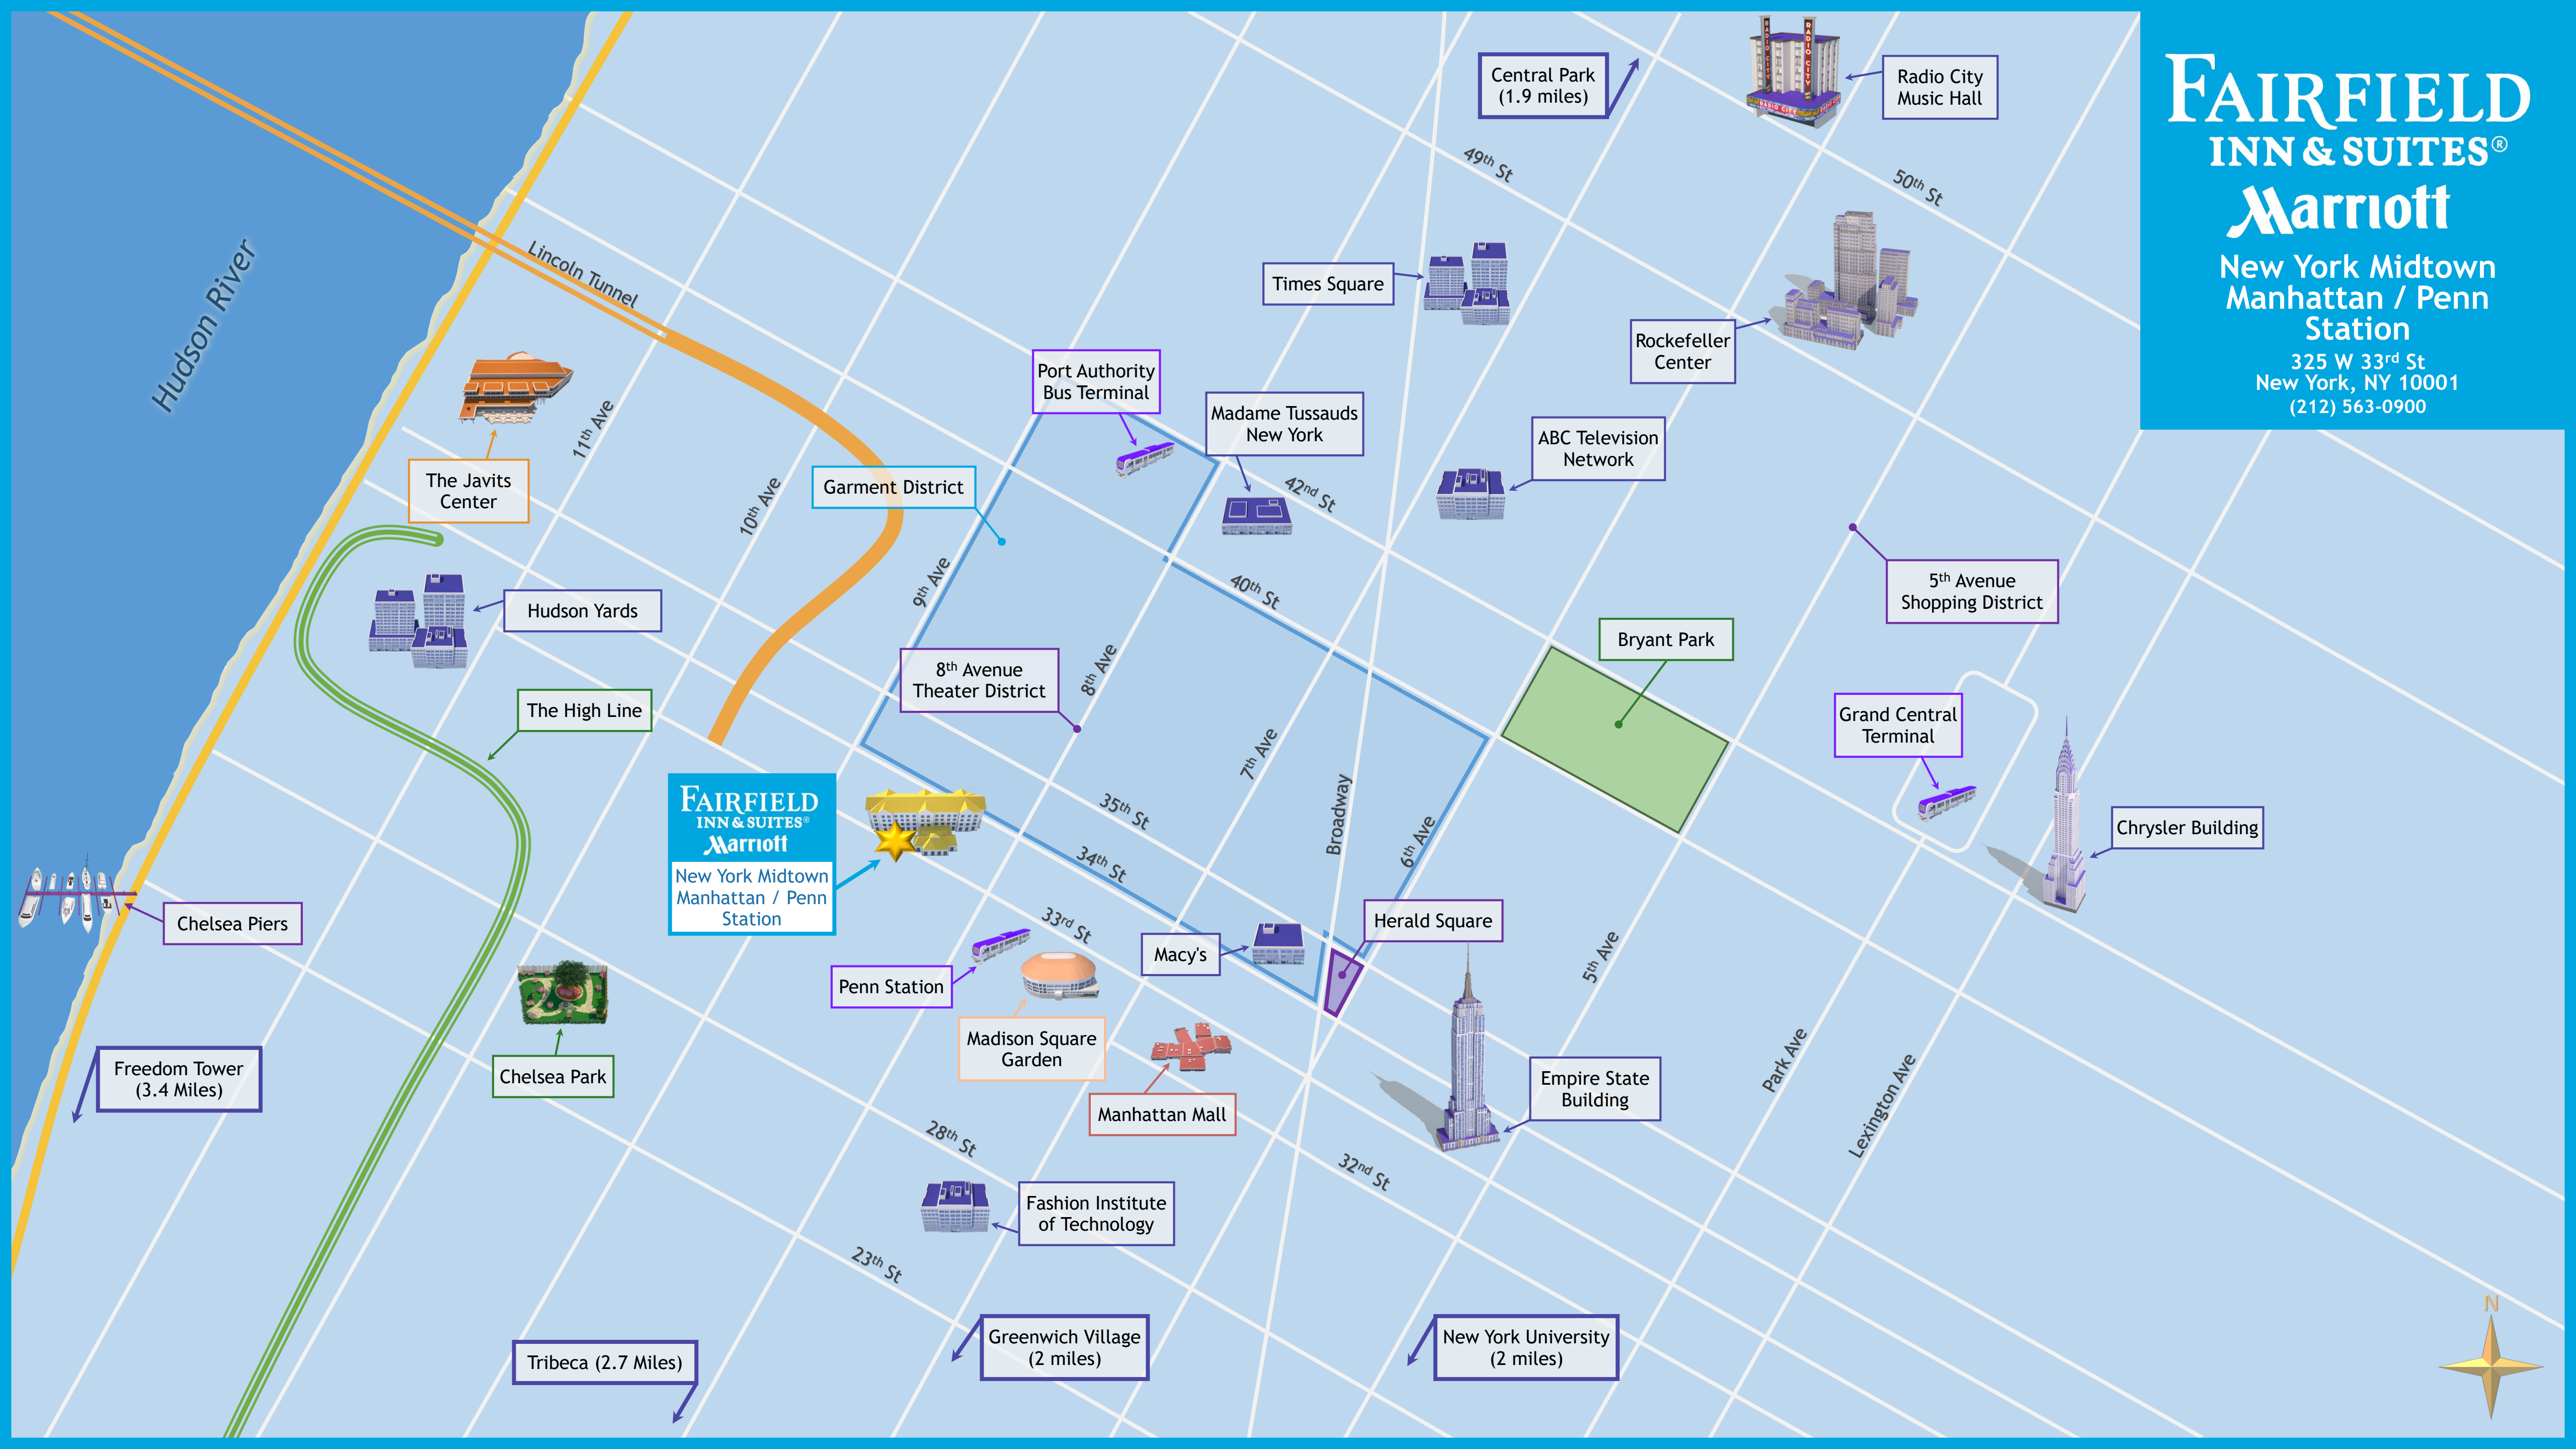 FAIRFIELD
INN & SUITES®
Marriott
New York Midtown
Manhattan / Penn
Station
325 W 33rd St
New York, NY 10001
(212) 563-0900
Central Park
(1.9 miles)
RADIO CITY
RADIO CITY
RADIO CITY
Radio City
Music Hall
49th St
50th St
Hudson River
Lincoln Tunnel
Times Square
Rockefeller
Center
Port Authority
Bus Terminal
Madame Tussauds
New York
ABC Television
Network
11th Ave
The Javits
Center
10th Ave
Garment District
42nd St
9th Ave
40th St
5th Avenue
Shopping District
Hudson Yards
Bryant Park
8th Avenue
Theater District
8th Ave
The High Line
7th Ave
Grand Central
Terminal
FAIRFIELD
INN & SUITES®
Marriott
New York Midtown
Manhattan / Penn
Station
35th St
34th St
Broadway
6th Ave
Chrysler Building
Chelsea Piers
33rd St
Herald Square
Macy's
5th Ave
Penn Station
Madison Square
Garden
Freedom Tower
(3.4 Miles)
Chelsea Park
Manhattan Mall
Empire State
Building
Park Ave
Lexington Ave
28th St
32nd St
Fashion Institute
of Technology
23th St
Tribeca (2.7 Miles)
Greenwich Village
(2 miles)
New York University
(2 miles)
N